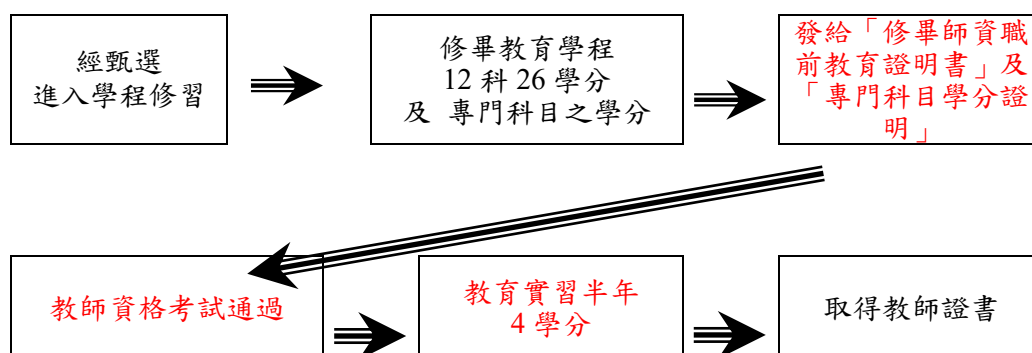 經甄選
進入學程修習
修畢教育學程
12 科 26 學分
及 專門科目之學分
發給「修畢師資職
前教育證明書」及
「專門科目學分證
明」
教師資格考試通過
教育實習半年
4 學分
取得教師證書